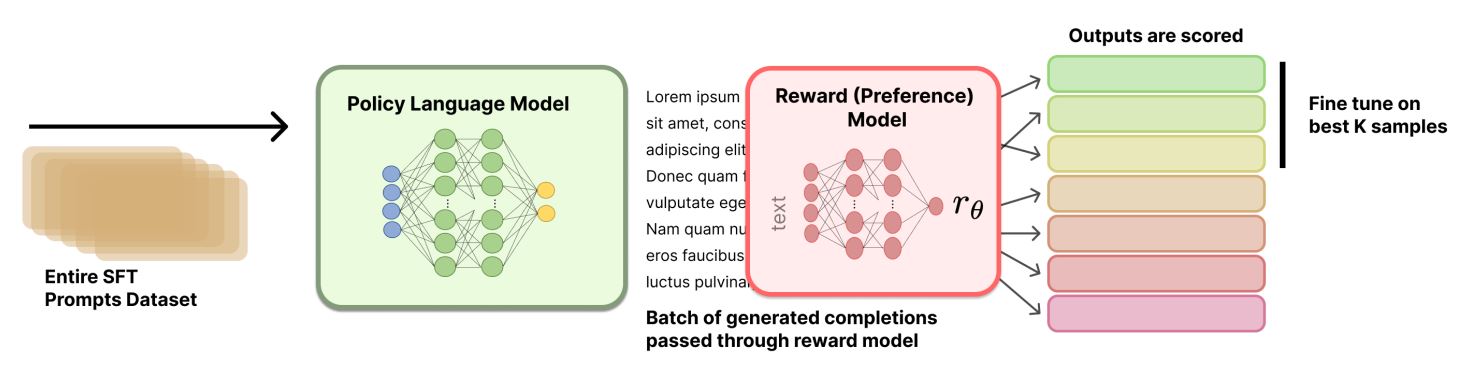 Entire SFT
Prompts Dataset
Policy Language Model
Lorem ipsum
sit amet, cons
adipiscing elit
Donec quam f
vulputate ege
Nam quam nu
eros faucibus
luctus pulvina
Batch of generated completions
passed through reward model
Reward (Preference)
Model
text
rθ
Outputs are scored
Fine tune on
best K samples